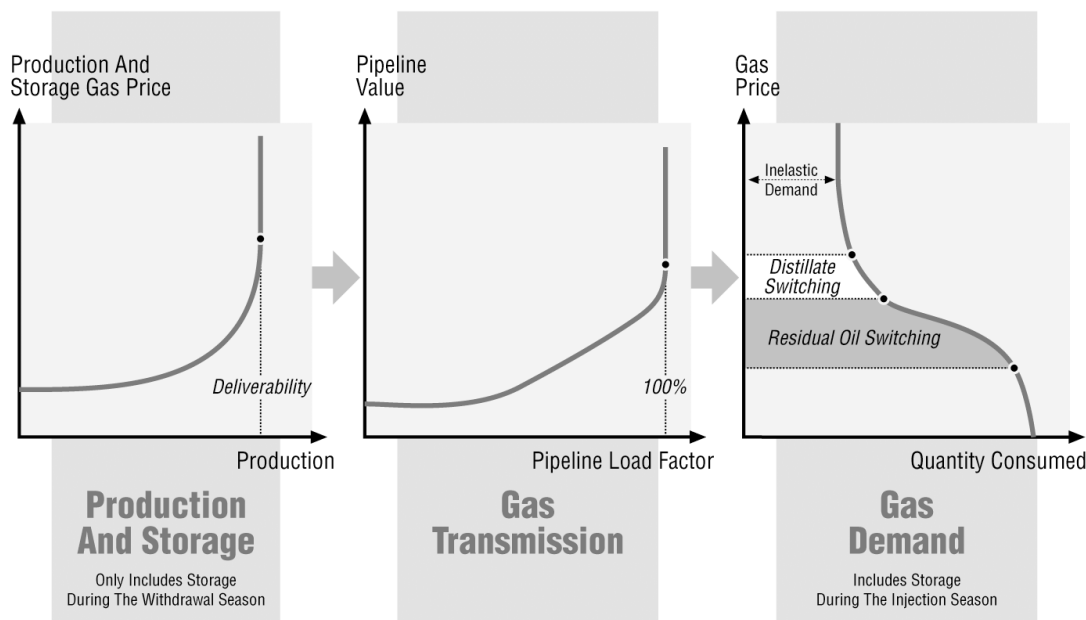 Production And
Storage Gas Price
Deliverability
Production
Production
And Storage
Only Includes Storage
During The Withdrawal Season
Pipeline
Value
100%
Pipeline Load Factor
Gas
Transmission
Gas
Price
Inelastic
Demand
Distillate
Switching
Residual Oil Switching
Quantity Consumed
Gas
Demand
Includes Storage
During The Injection Season